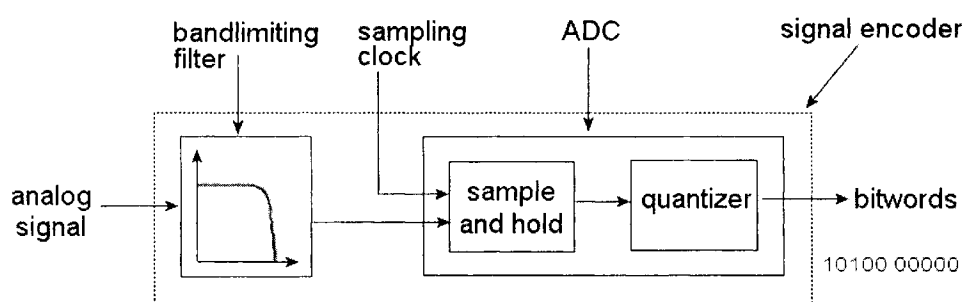 bandlimiting
filter
sampling
clock
ADC
signal encoder
analog
signal
sample
and hold
quantizer
bitwords
10100 00000